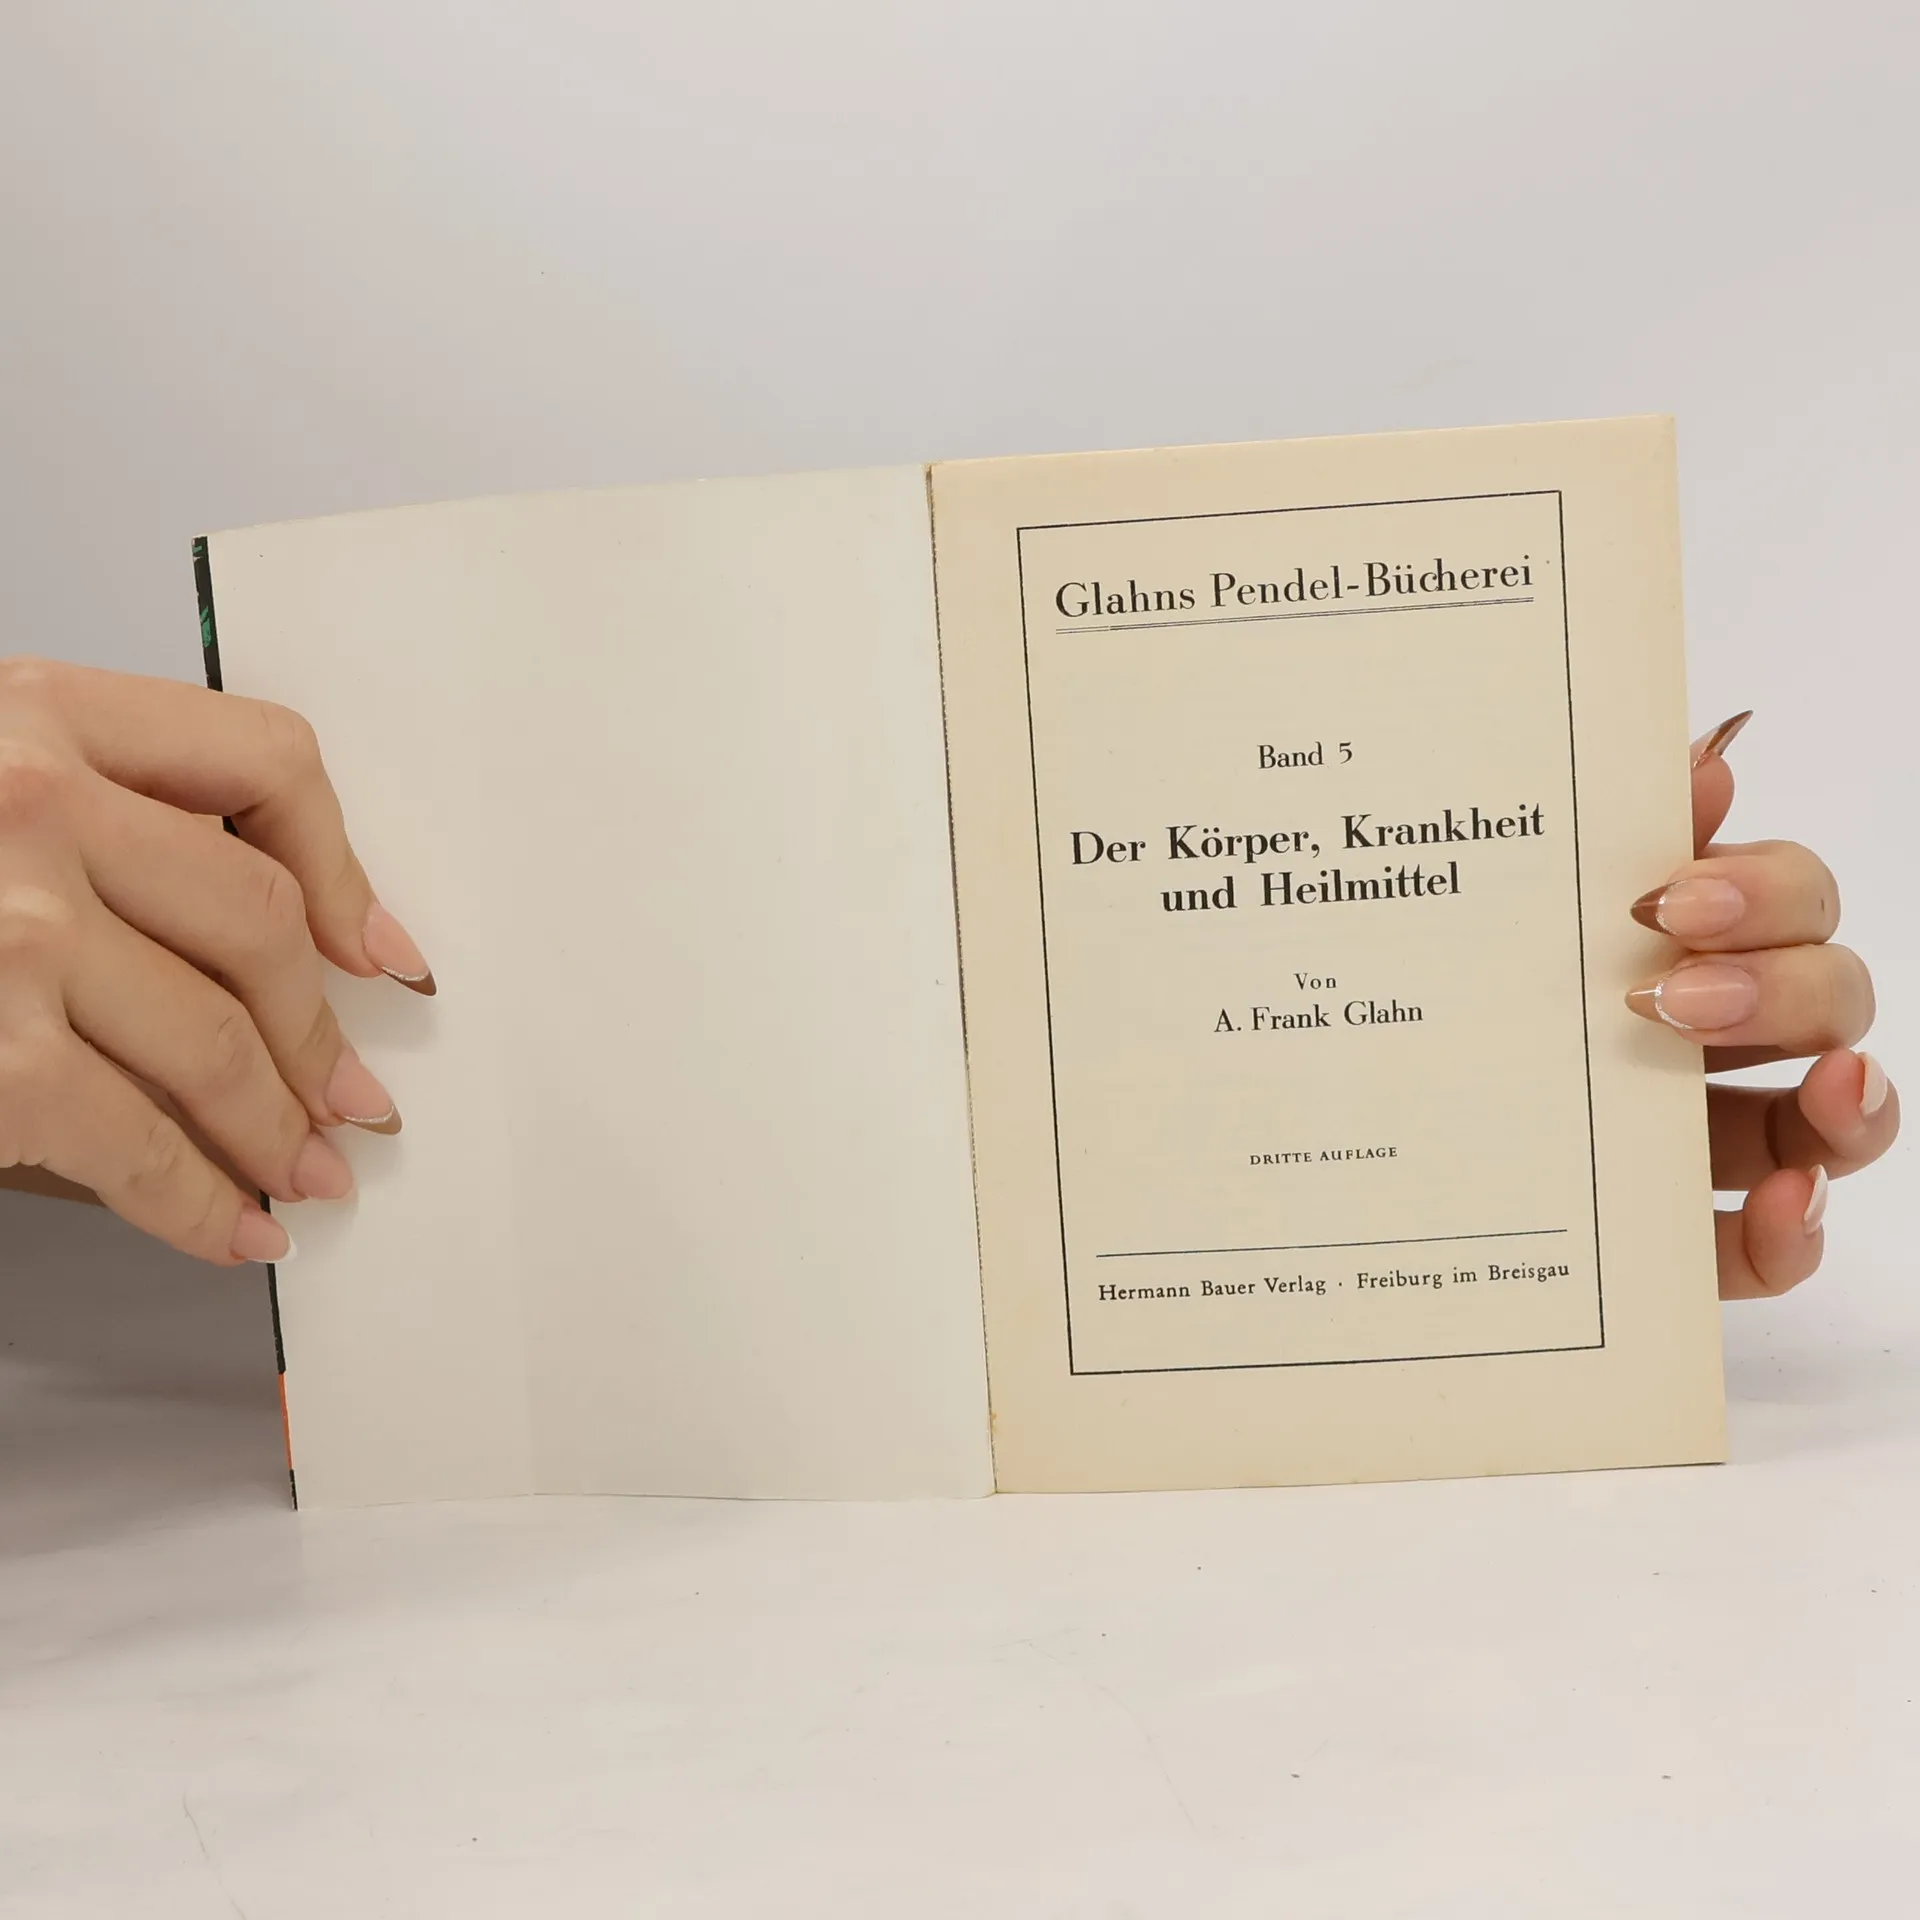 Glahns Pendel-Bücherei
Band 5
Der Körper, Krankheit
und Heilmittel
Von
A. Frank Glahn
DRITTE AUFLAGE
Hermann Bauer Verlag · Freiburg im Breisgau